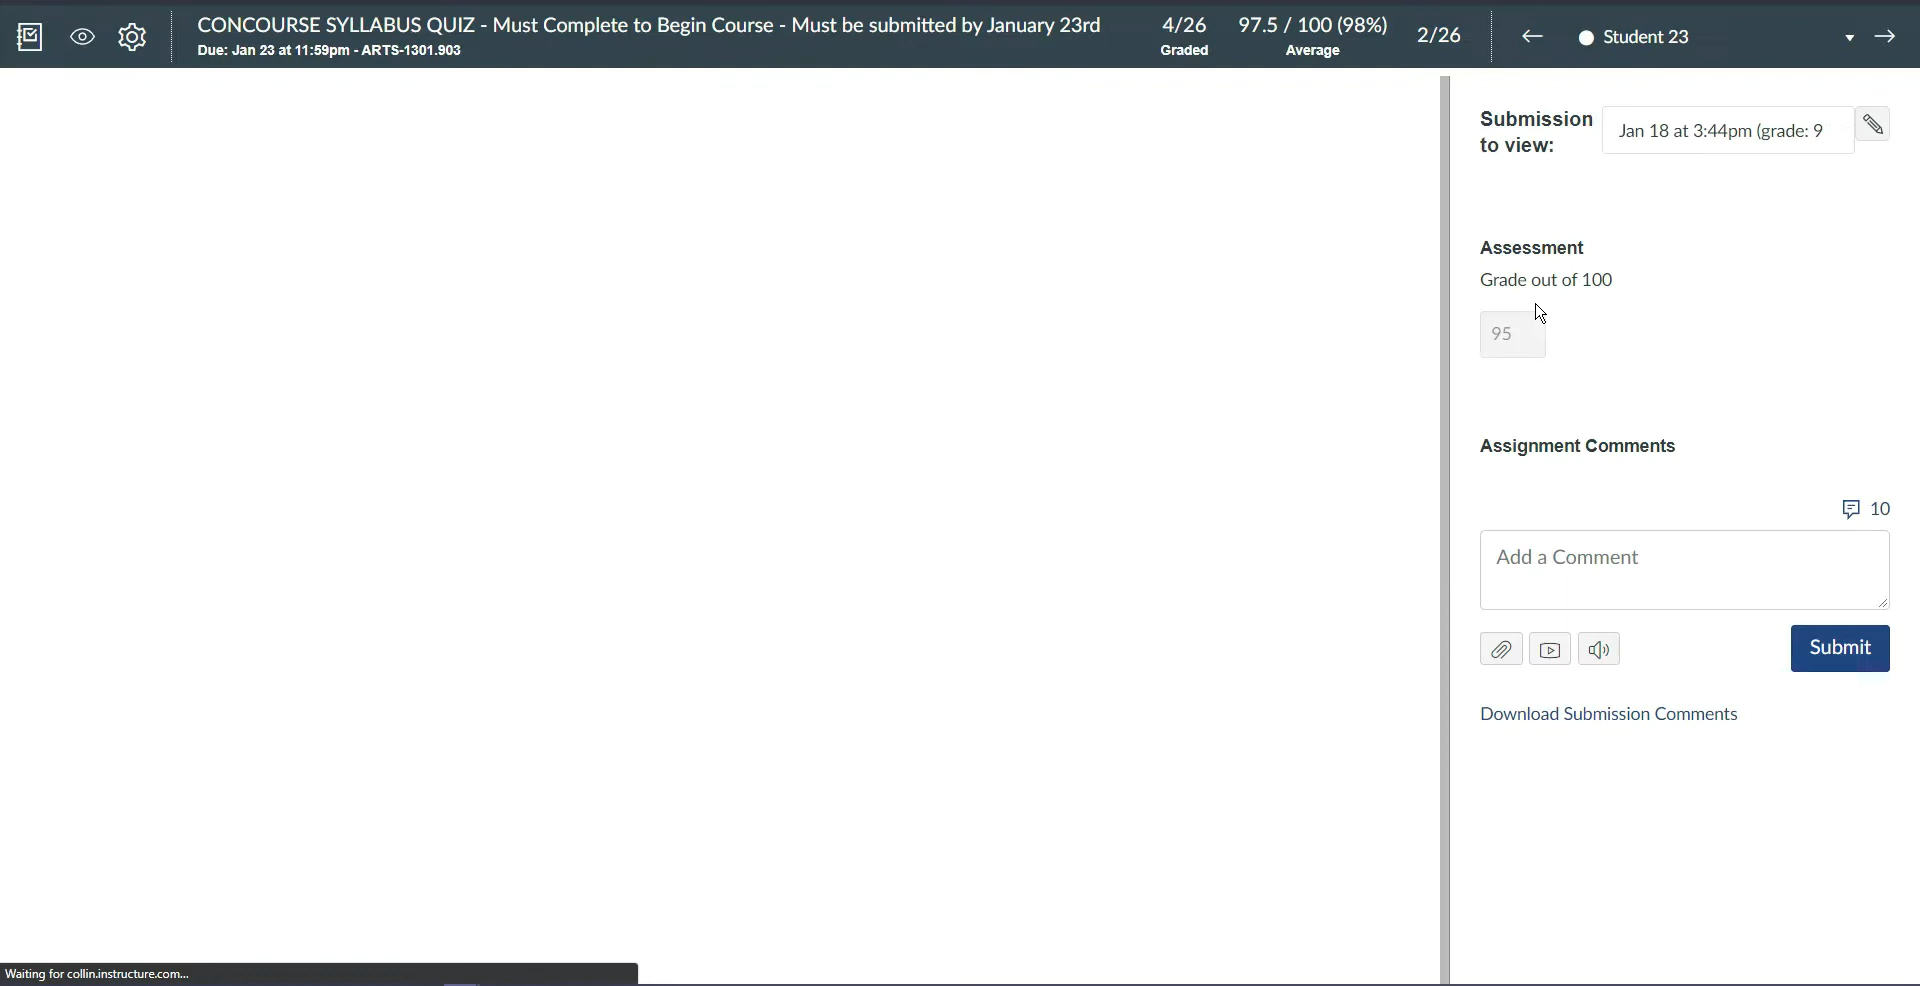 CONCOURSE SYLLABUS QUIZ - Must Complete to Begin Course - Must be submitted by January 23rd
Due: Jan 23 at 11:59pm - ARTS-1301.903
4/26
Graded
97.5 / 100 (98%)
Average
2/26
Student 23
Submission
to view:
Jan 18 at 3:44pm (grade: 9
Assessment
Grade out of 100
95
Assignment Comments
10
Add a Comment
Submit
Download Submission Comments
Waiting for collin.instructure.com...